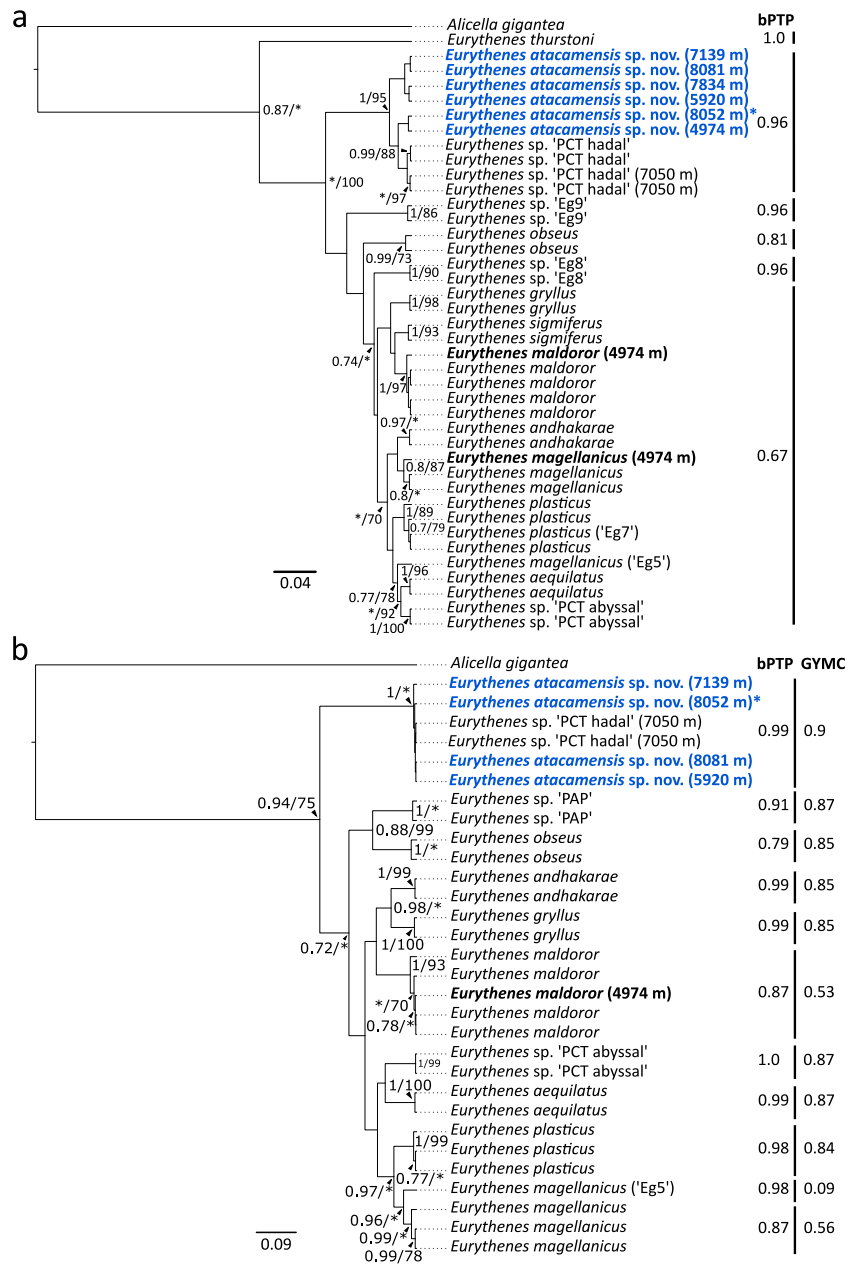 a
bPTP
Alicella gigantea
Eurythenes thurstoni
1.0
Eurythenes atacamensis sp. nov. (7139 m)
Eurythenes atacamensis sp. nov. (8081 m)
Eurythenes atacamensis sp. nov. (7834 m)
Eurythenes atacamensis sp. nov. (5920 m)
Eurythenes atacamensis sp. nov. (8052 m)*
Eurythenes atacamensis sp. nov. (4974 m)
0.96
0.87/*
1/95
Eurythenes sp. 'PCT hadal'
Eurythenes sp. 'PCT hadal'
Eurythenes sp. 'PCT hadal' (7050 m)
Eurythenes sp. 'PCT hadal' (7050 m)
0.99/88
*/97
*/100
Eurythenes sp. 'Eg9'
Eurythenes sp. 'Eg9'
1/86
0.96
Eurythenes obseus
Eurythenes obseus
0.99/73
0.81
Eurythenes sp. 'Eg8'
Eurythenes sp. 'Eg8'
1/90
0.96
Eurythenes gryllus
Eurythenes gryllus
1/98
Eurythenes sigmiferus
Eurythenes sigmiferus
1/93
0.74/*
Eurythenes maldoror (4974 m)
Eurythenes maldoror
Eurythenes maldoror
Eurythenes maldoror
Eurythenes maldoror
1/97
0.97/*
Eurythenes andhakarae
Eurythenes andhakarae
Eurythenes magellanicus (4974 m)
0.67
Eurythenes magellanicus
Eurythenes magellanicus
0.8/87
0.8/*
*/70
Eurythenes plasticus
Eurythenes plasticus
Eurythenes plasticus ('Eg7')
Eurythenes plasticus
1/89
0.7/79
Eurythenes magellanicus ('Eg5')
Eurythenes aequilatus
Eurythenes aequilatus
1/96
0.77/78
*/92
Eurythenes sp. 'PCT abyssal'
Eurythenes sp. 'PCT abyssal'
1/100
0.04
b
bPTP GYMC
Alicella gigantea
Eurythenes atacamensis sp. nov. (7139 m)
Eurythenes atacamensis sp. nov. (8052 m)*
Eurythenes sp. 'PCT hadal' (7050 m)
Eurythenes sp. 'PCT hadal' (7050 m)
Eurythenes atacamensis sp. nov. (8081 m)
Eurythenes atacamensis sp. nov. (5920 m)
1/*
0.99 0.9
0.94/75
Eurythenes sp. 'PAP'
Eurythenes sp. 'PAP'
1/*
0.91 0.87
0.88/99
Eurythenes obseus
Eurythenes obseus
1/*
0.79 0.85
Eurythenes andhakarae
Eurythenes andhakarae
1/99
0.99 0.85
0.98/*
Eurythenes gryllus
Eurythenes gryllus
1/100
0.99 0.85
0.72/*
Eurythenes maldoror
Eurythenes maldoror
Eurythenes maldoror (4974 m)
Eurythenes maldoror
Eurythenes maldoror
1/93
*/70
0.78/*
0.87 0.53
Eurythenes sp. 'PCT abyssal'
Eurythenes sp. 'PCT abyssal'
1/99
1.0 0.87
Eurythenes aequilatus
Eurythenes aequilatus
1/100
0.99 0.87
Eurythenes plasticus
Eurythenes plasticus
Eurythenes plasticus
1/99
0.77/*
0.98 0.84
0.97/*
Eurythenes magellanicus ('Eg5')
0.98 0.09
Eurythenes magellanicus
Eurythenes magellanicus
Eurythenes magellanicus
0.96/*
0.99/*
0.99/78
0.87 0.56
0.09